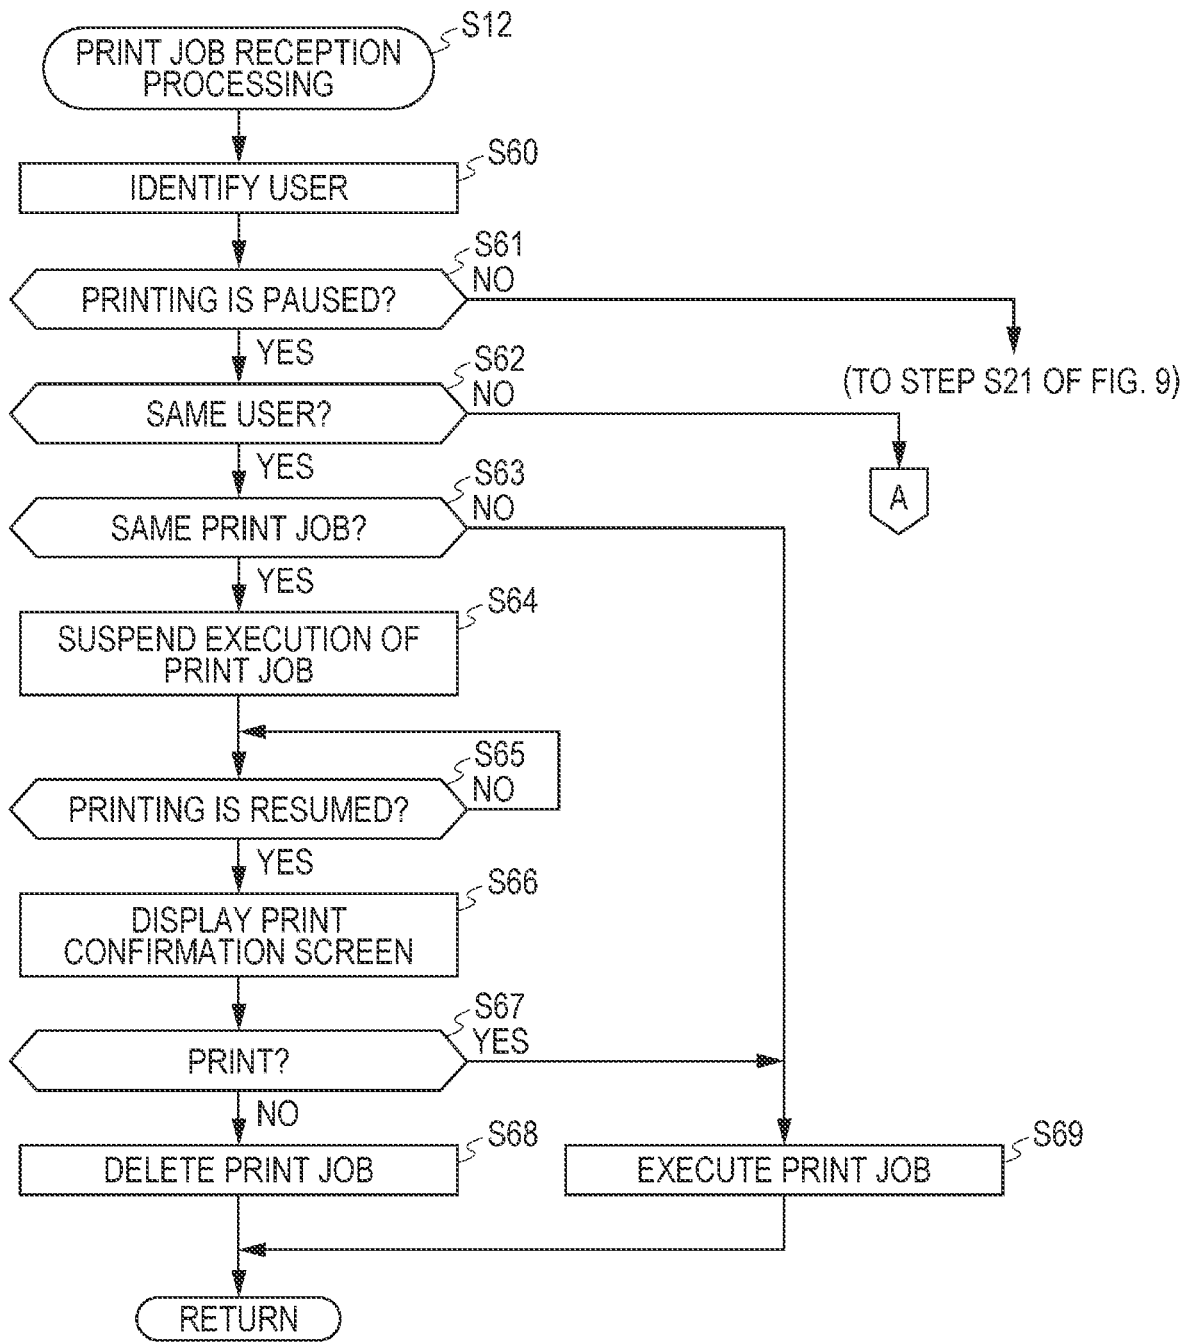 S12
PRINT JOB RECEPTION
PROCESSING
S60
IDENTIFY USER
S61
PRINTING IS PAUSED?
NO
YES
(TO STEP S21 OF FIG. 9)
S62
SAME USER?
NO
YES
A
S63
SAME PRINT JOB?
NO
YES
S64
SUSPEND EXECUTION OF
PRINT JOB
S65
PRINTING IS RESUMED?
NO
YES
S66
DISPLAY PRINT
CONFIRMATION SCREEN
S67
PRINT?
YES
NO
S68
DELETE PRINT JOB
S69
EXECUTE PRINT JOB
RETURN